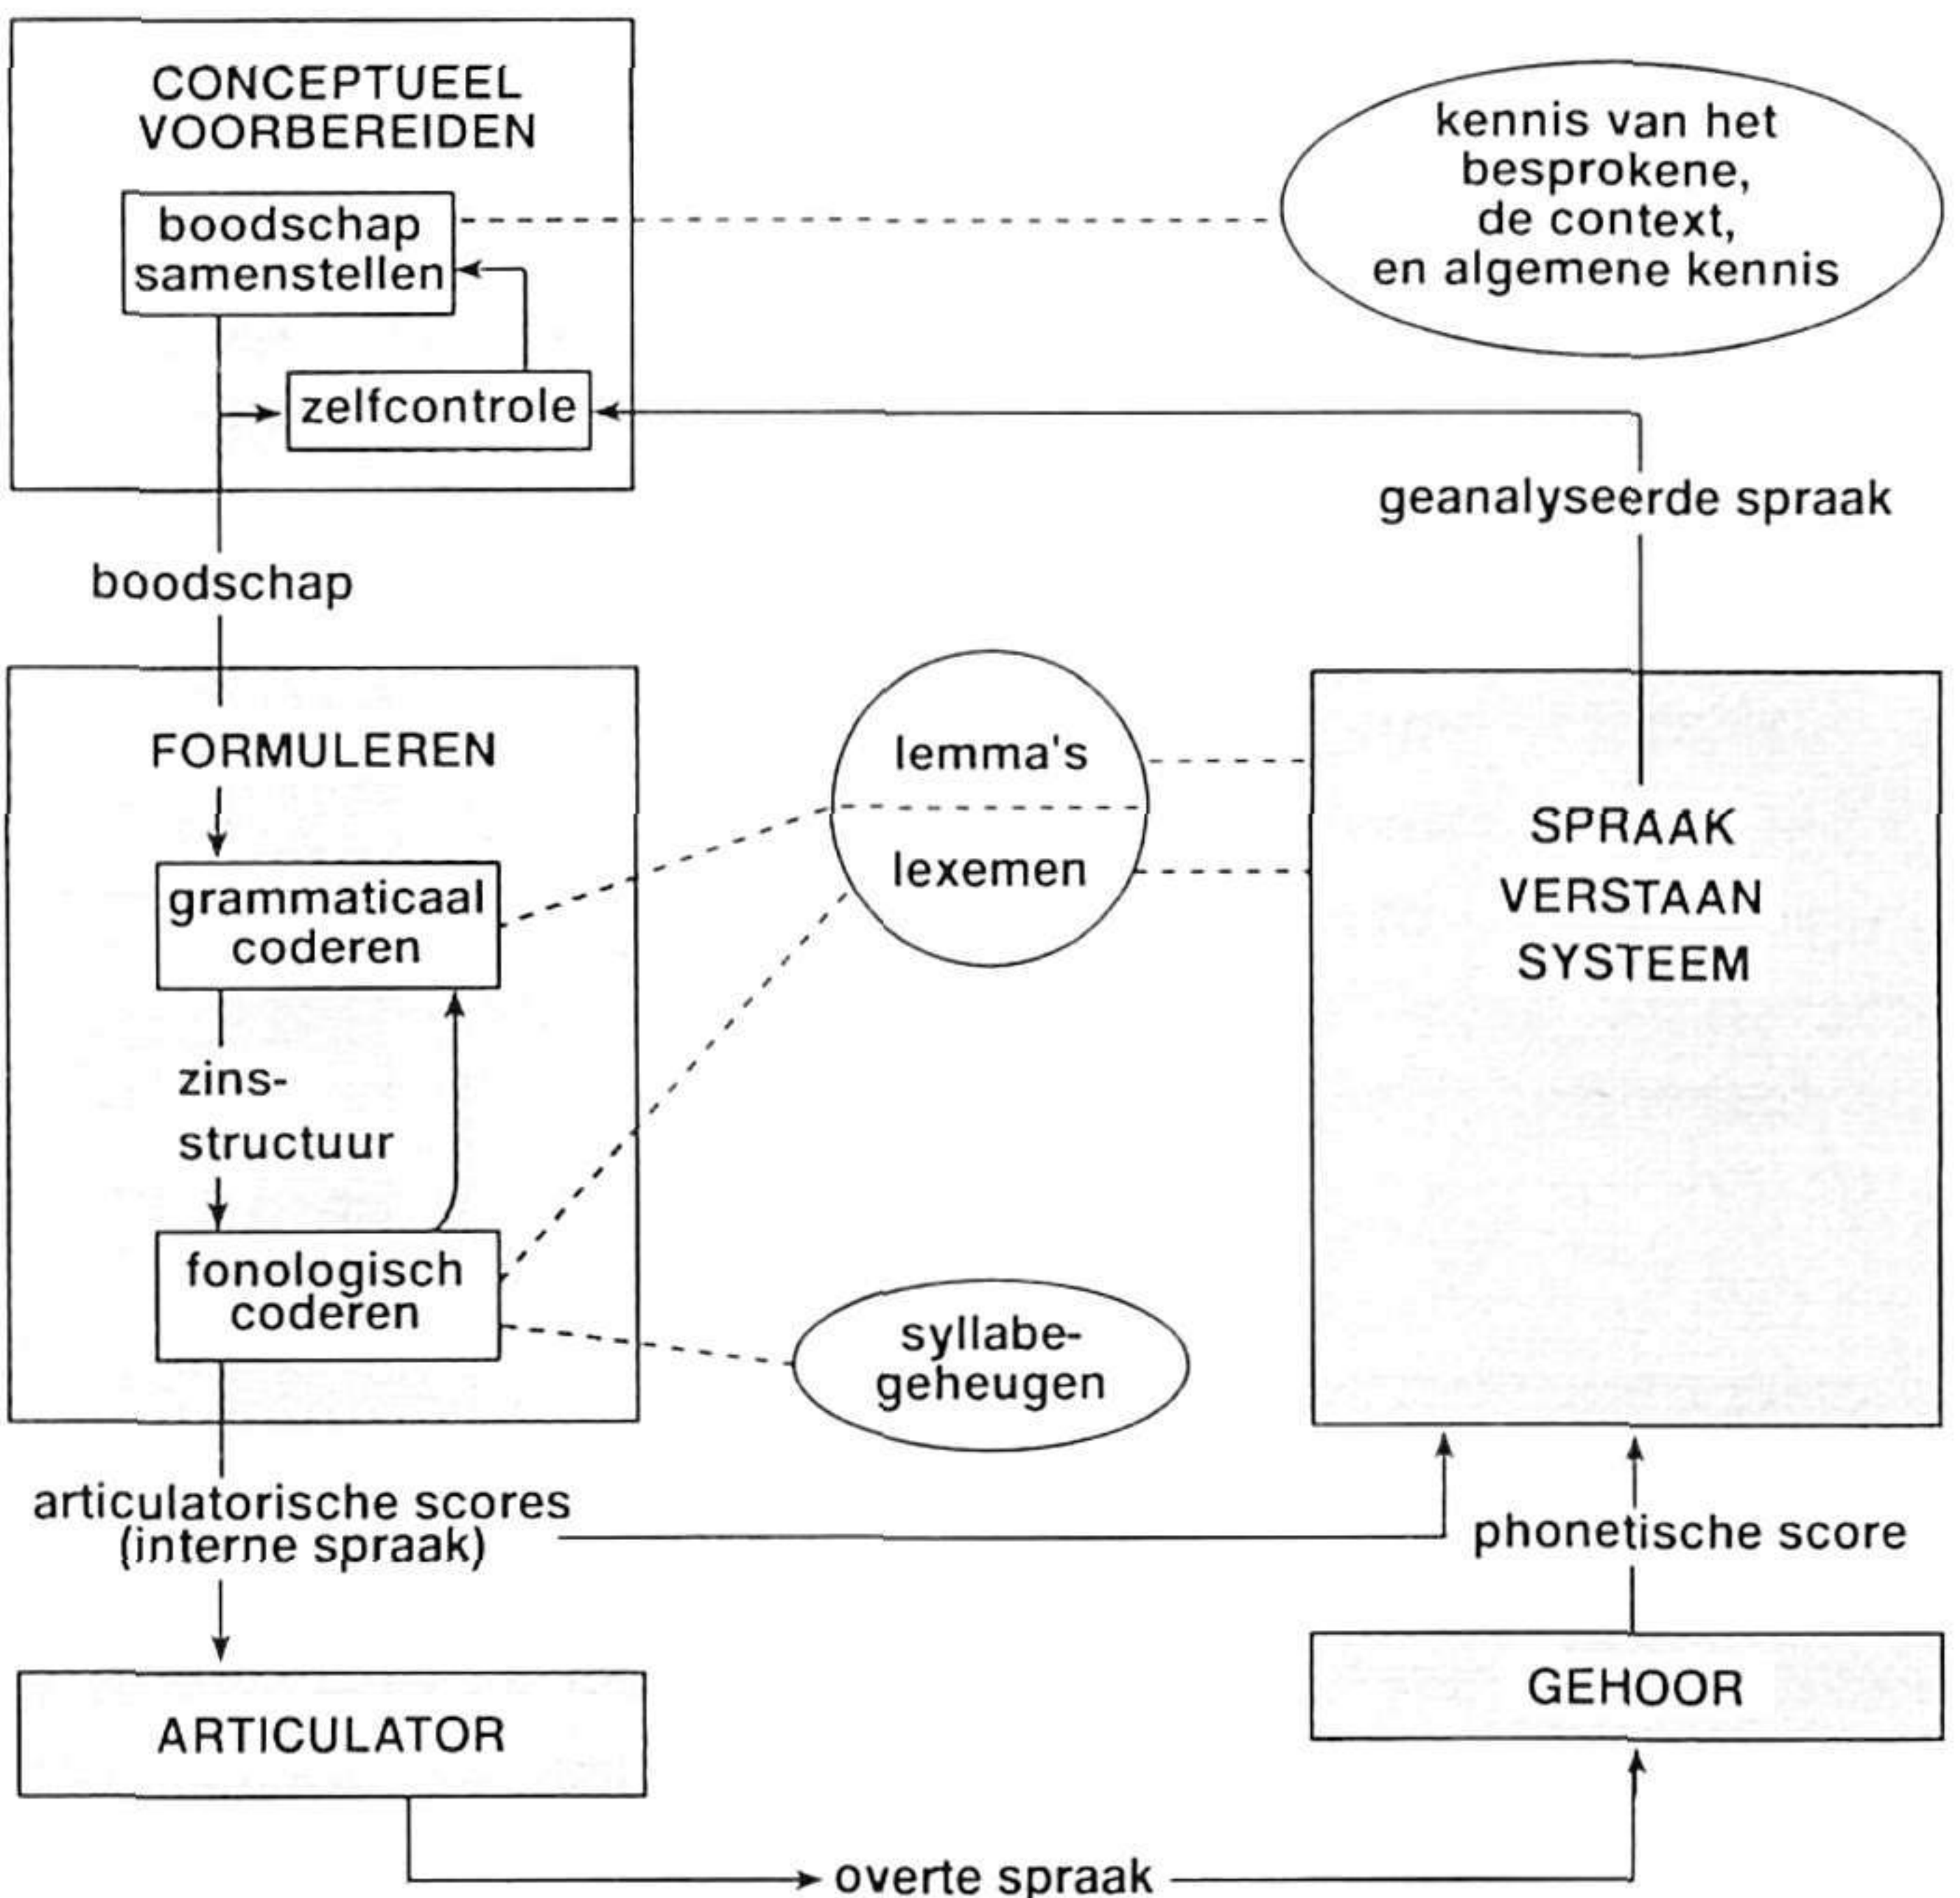 CONCEPTUEEL
VOORBEREIDEN
boodschap
samenstellen
zelfcontrole
kennis van het
besprokene,
de context,
en algemene kennis
geanalyseerde spraak
boodschap
FORMULEREN
grammaticaal
coderen
zins-
structuur
fonologisch
coderen
lemma's
lexemen
syllabe-
geheugen
SPRAAK
VERSTAAN
SYSTEEM
articulatorische scores
(interne spraak)
phonetische score
ARTICULATOR
GEHOOR
overte spraak